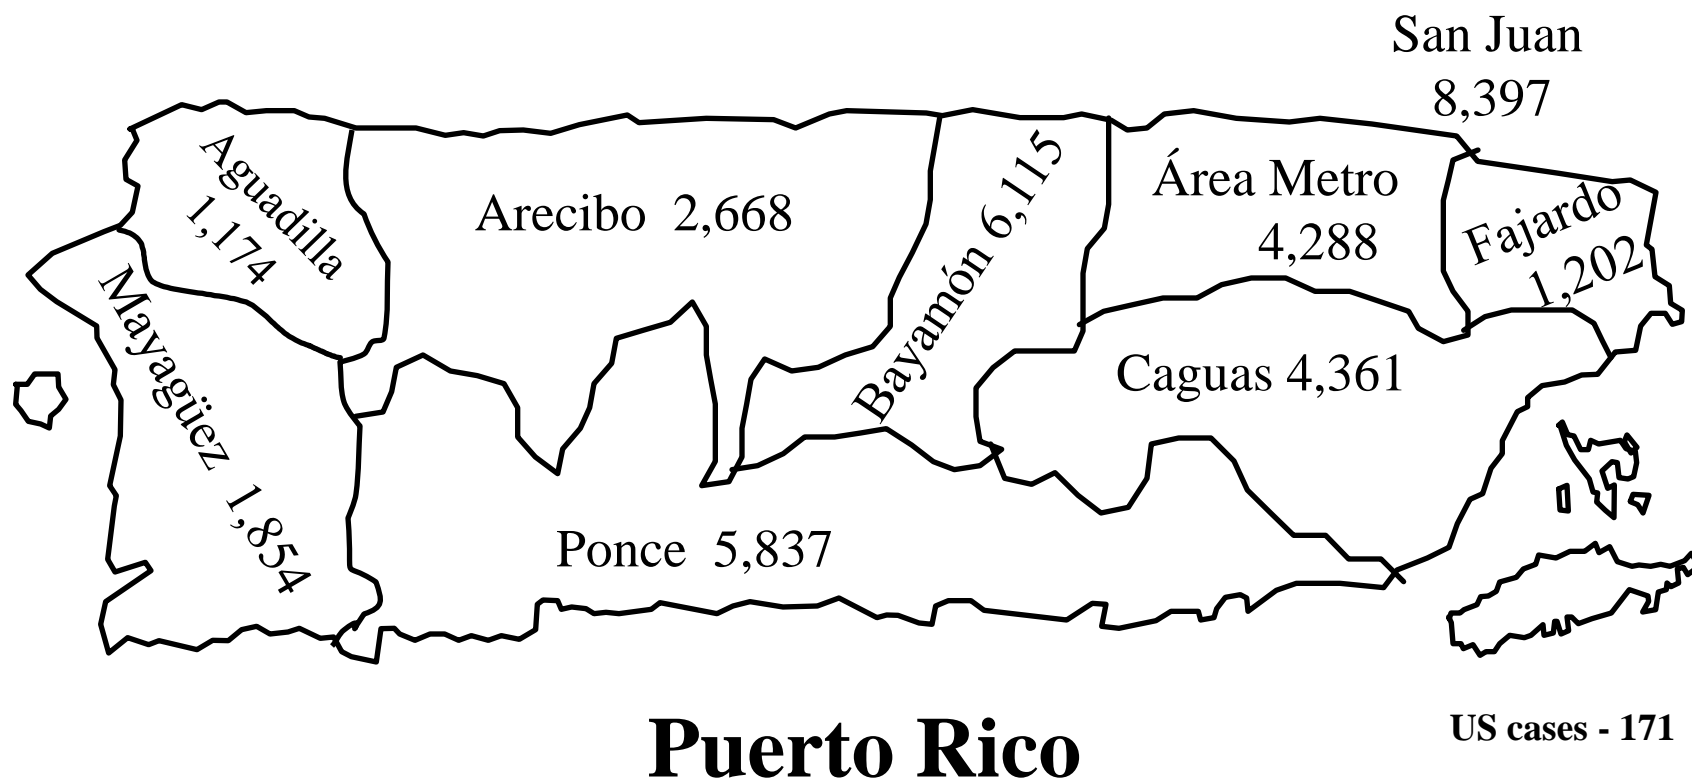 San Juan
8,397
Aguadilla
1,174
Arecibo 2,668
Bayamón 6,115
Área Metro
4,288
Fajardo
1,202
Mayagüez 1,854
Caguas 4,361
Ponce 5,837
Puerto Rico
US cases - 171